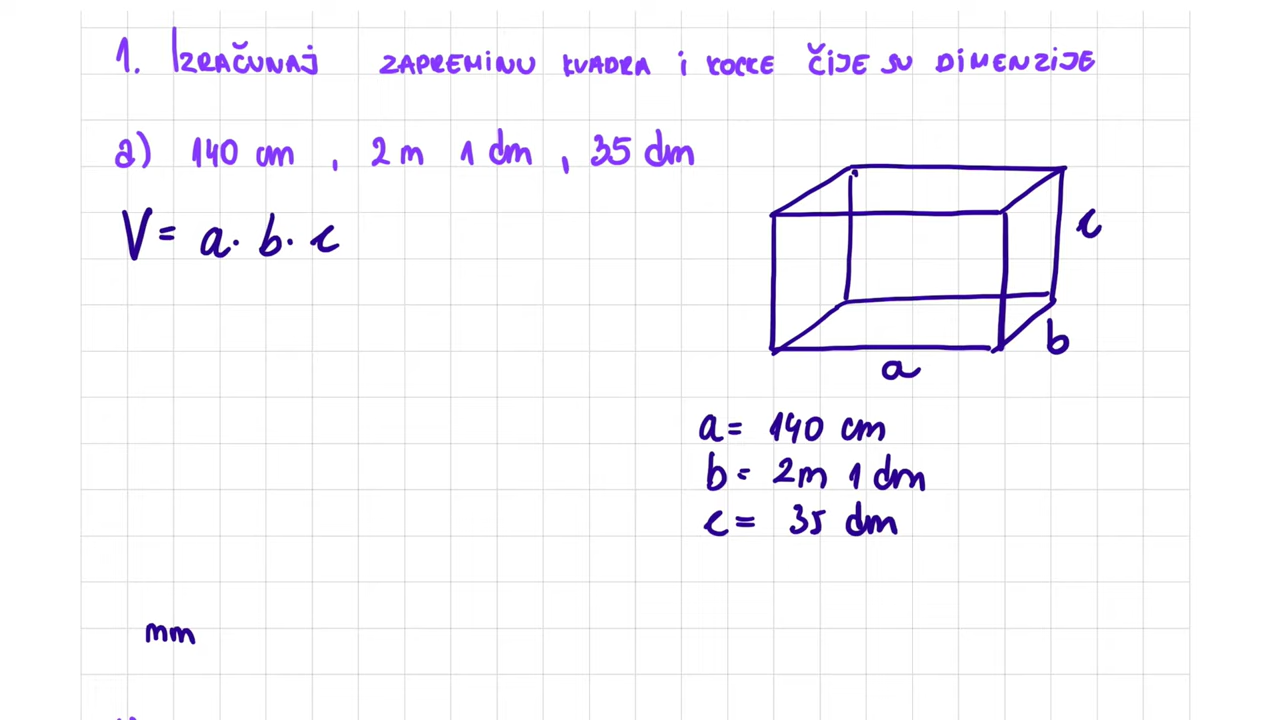 1. IZRAČUNAJ ZAPREMINU KVADRA I KOCKE ČIJE SU DIMENZIJE
a) 140 cm , 2 m 1 dm , 35 dm
V = a · b · c
c
b
a
a = 140 cm
b = 2m 1 dm
c = 35 dm
mm